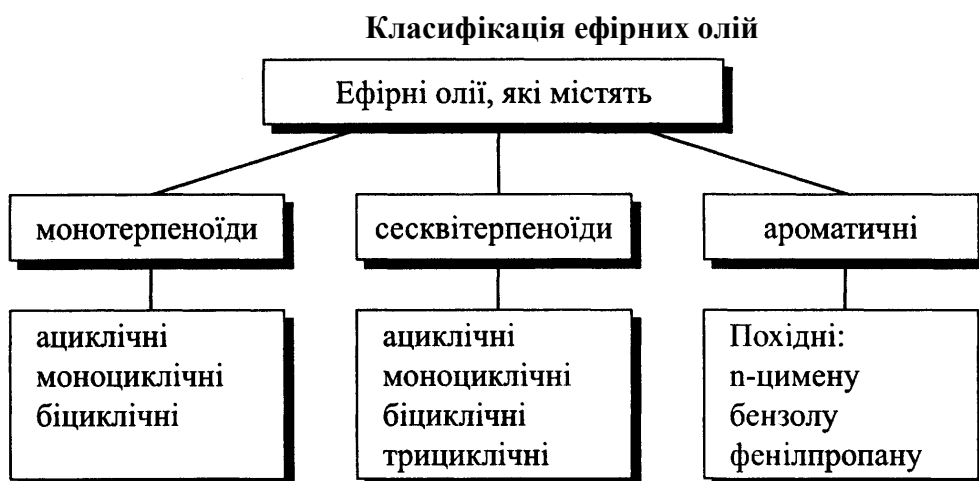 Класифікація ефірних олій
Ефірні олії, які містять
монотерпеноїди
сесквітерпеноїди
ароматичні
ациклічні
моноциклічні
біциклічні
ациклічні
моноциклічні
біциклічні
трициклічні
Похідні:
n-цимену
бензолу
фенілпропану